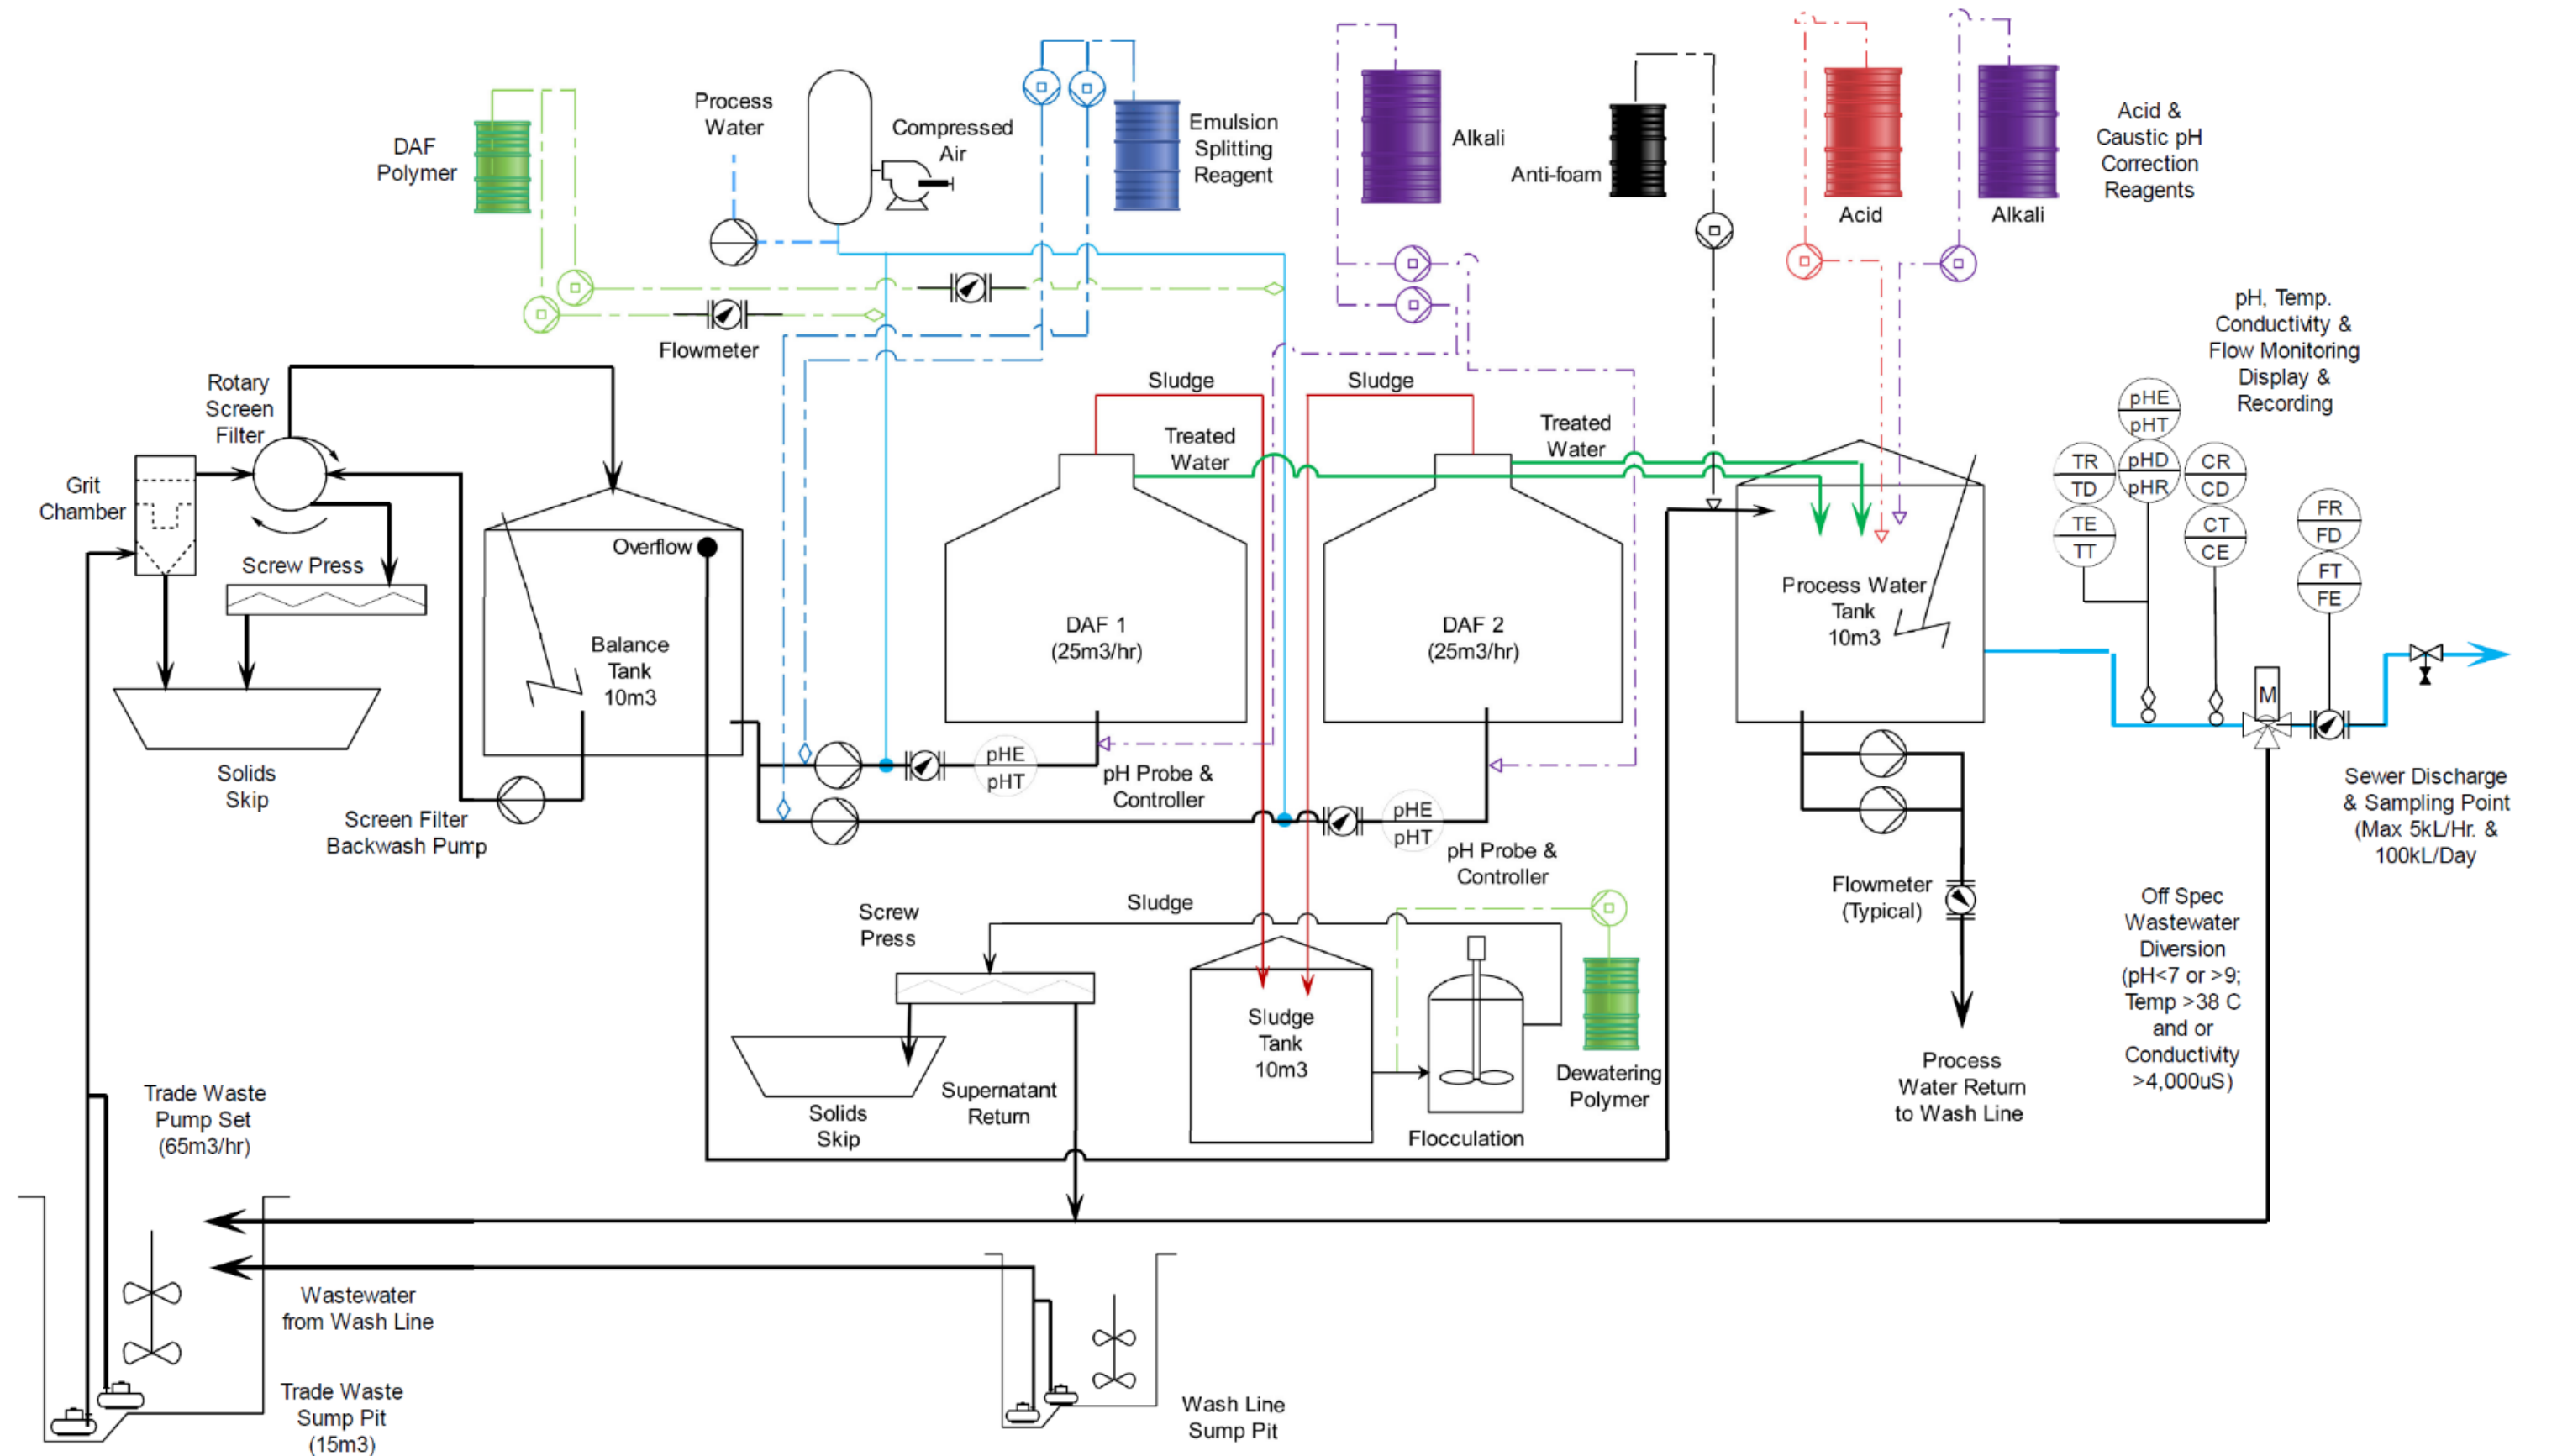 DAF
Polymer
Process
Water
Compressed
Air
Emulsion
Splitting
Reagent
Alkali
Anti-foam
Acid
Alkali
Acid &
Caustic pH
Correction
Reagents
Flowmeter
pH, Temp.
Conductivity &
Flow Monitoring
Display &
Recording
Rotary
Screen
Filter
Grit
Chamber
Screw Press
Solids
Skip
Screen Filter
Backwash Pump
Overflow
Balance
Tank
10m3
Sludge
Treated
Water
Sludge
Treated
Water
DAF 1
(25m3/hr)
DAF 2
(25m3/hr)
pHE
pHT
pH Probe &
Controller
pHE
pHT
pH Probe &
Controller
Process Water
Tank
10m3
pHE
pHT
TR
TD
pHD
pHR
CR
CD
TE
TT
CT
CE
FR
FD
FT
FE
M
Sewer Discharge
& Sampling Point
(Max 5kL/Hr. &
100kL/Day
Flowmeter
(Typical)
Process
Water Return
to Wash Line
Off Spec
Wastewater
Diversion
(pH<7 or >9;
Temp >38 C
and or
Conductivity
>4,000uS)
Screw
Press
Sludge
Solids
Skip
Supernatant
Return
Sludge
Tank
10m3
Flocculation
Dewatering
Polymer
Trade Waste
Pump Set
(65m3/hr)
Wastewater
from Wash Line
Trade Waste
Sump Pit
(15m3)
Wash Line
Sump Pit